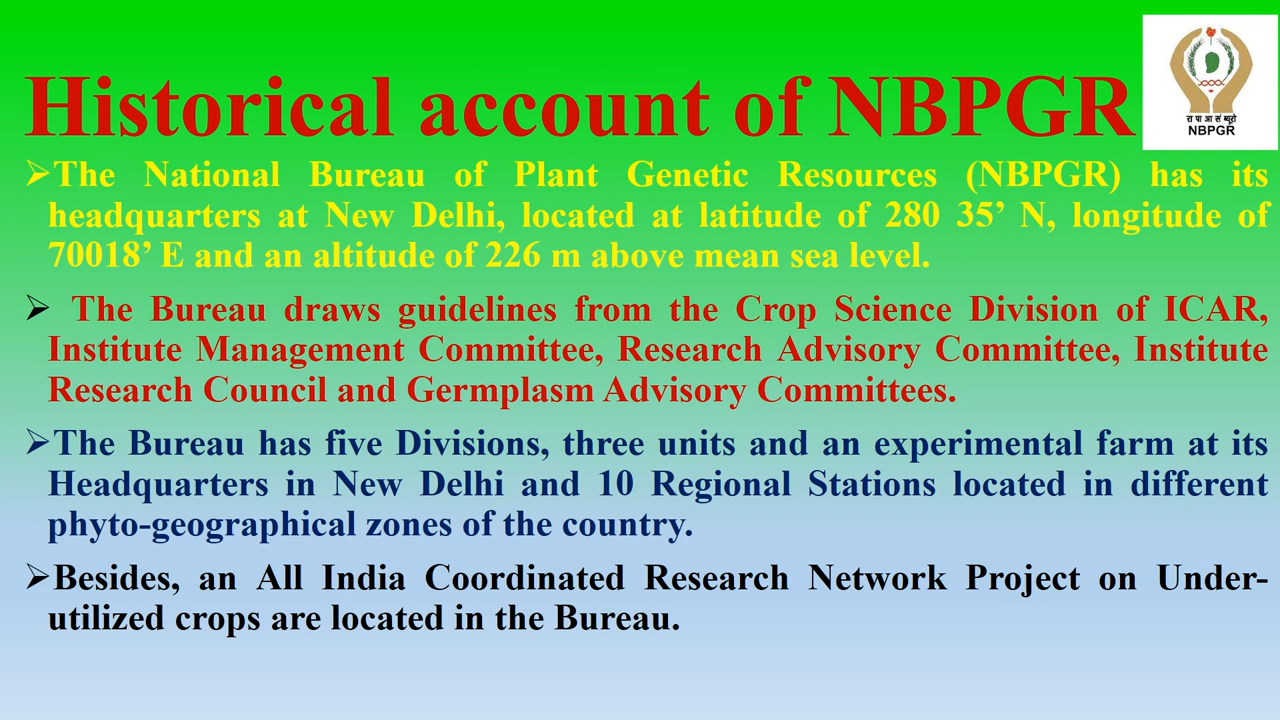 Historical account of NBPGR
रा पा आ सं ब्यूरो
NBPGR
➢The National Bureau of Plant Genetic Resources (NBPGR) has its
headquarters at New Delhi, located at latitude of 280 35’ N, longitude of
70018’ E and an altitude of 226 m above mean sea level.
➢ The Bureau draws guidelines from the Crop Science Division of ICAR,
Institute Management Committee, Research Advisory Committee, Institute
Research Council and Germplasm Advisory Committees.
➢The Bureau has five Divisions, three units and an experimental farm at its
Headquarters in New Delhi and 10 Regional Stations located in different
phyto-geographical zones of the country.
➢Besides, an All India Coordinated Research Network Project on Under-
utilized crops are located in the Bureau.